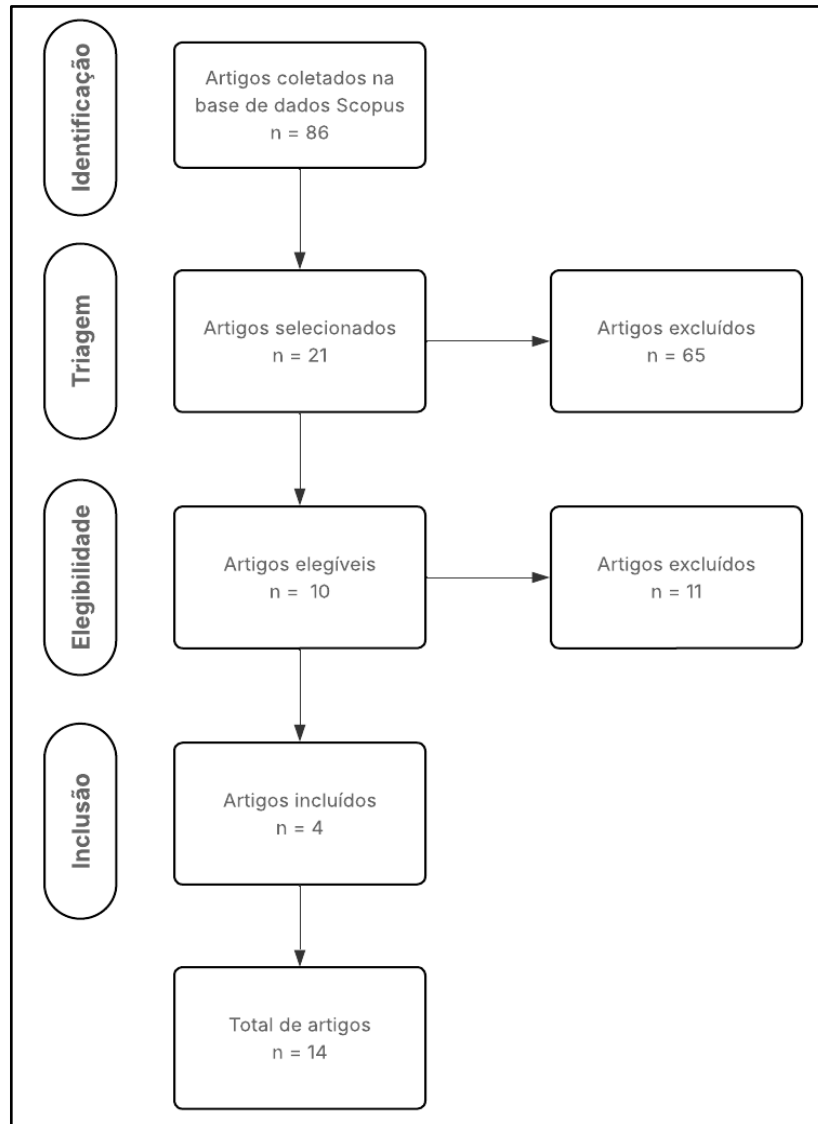 Identificação
Artigos coletados na
base de dados Scopus
n = 86
Triagem
Artigos selecionados
n = 21
Artigos excluídos
n = 65
Elegibilidade
Artigos elegíveis
n = 10
Artigos excluídos
n = 11
Inclusão
Artigos incluídos
n = 4
Total de artigos
n = 14